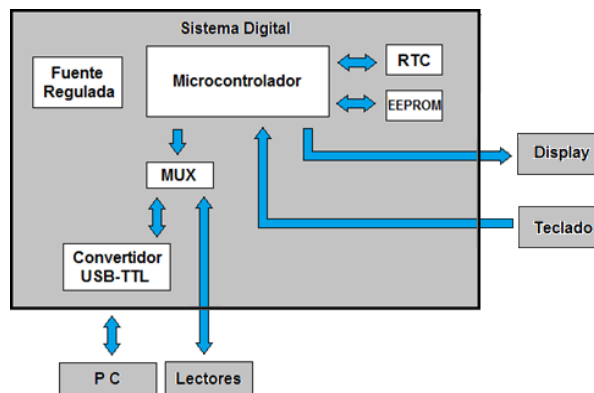 Sistema Digital
Fuente
Regulada
Microcontrolador
RTC
EEPROM
MUX
Display
Teclado
Convertidor
USB-TTL
P C
Lectores